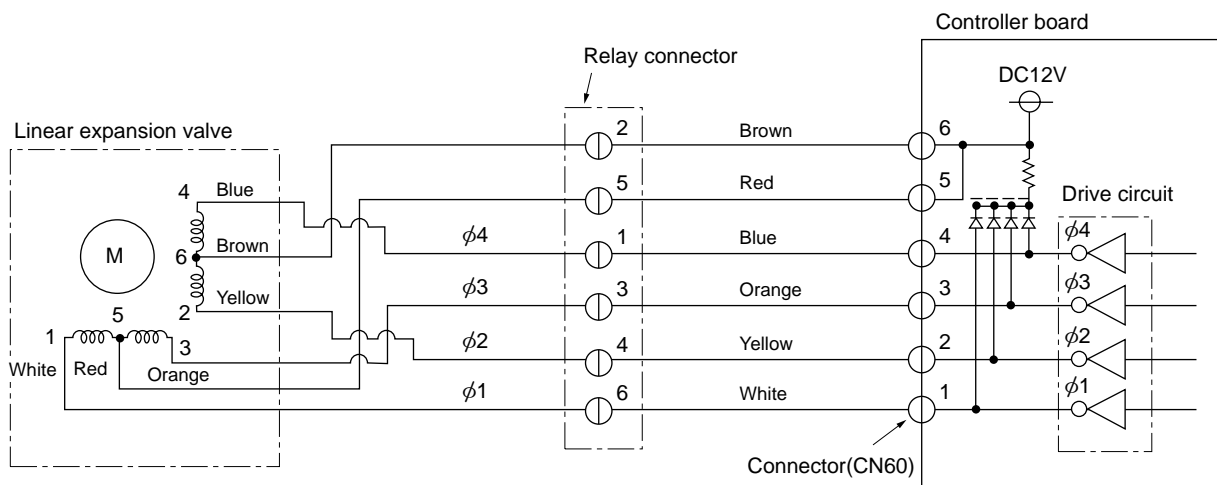 Controller board
Relay connector
DC12V
Linear expansion valve
2 Brown 6
4 Blue
5 Red 5
Drive circuit
M
6 Brown
ϕ4 1 Blue 4 ϕ4
2 Yellow
ϕ3 3 Orange 3 ϕ3
1 5 3
White Red Orange
ϕ2 4 Yellow 2 ϕ2
ϕ1 6 White 1 ϕ1
Connector(CN60)